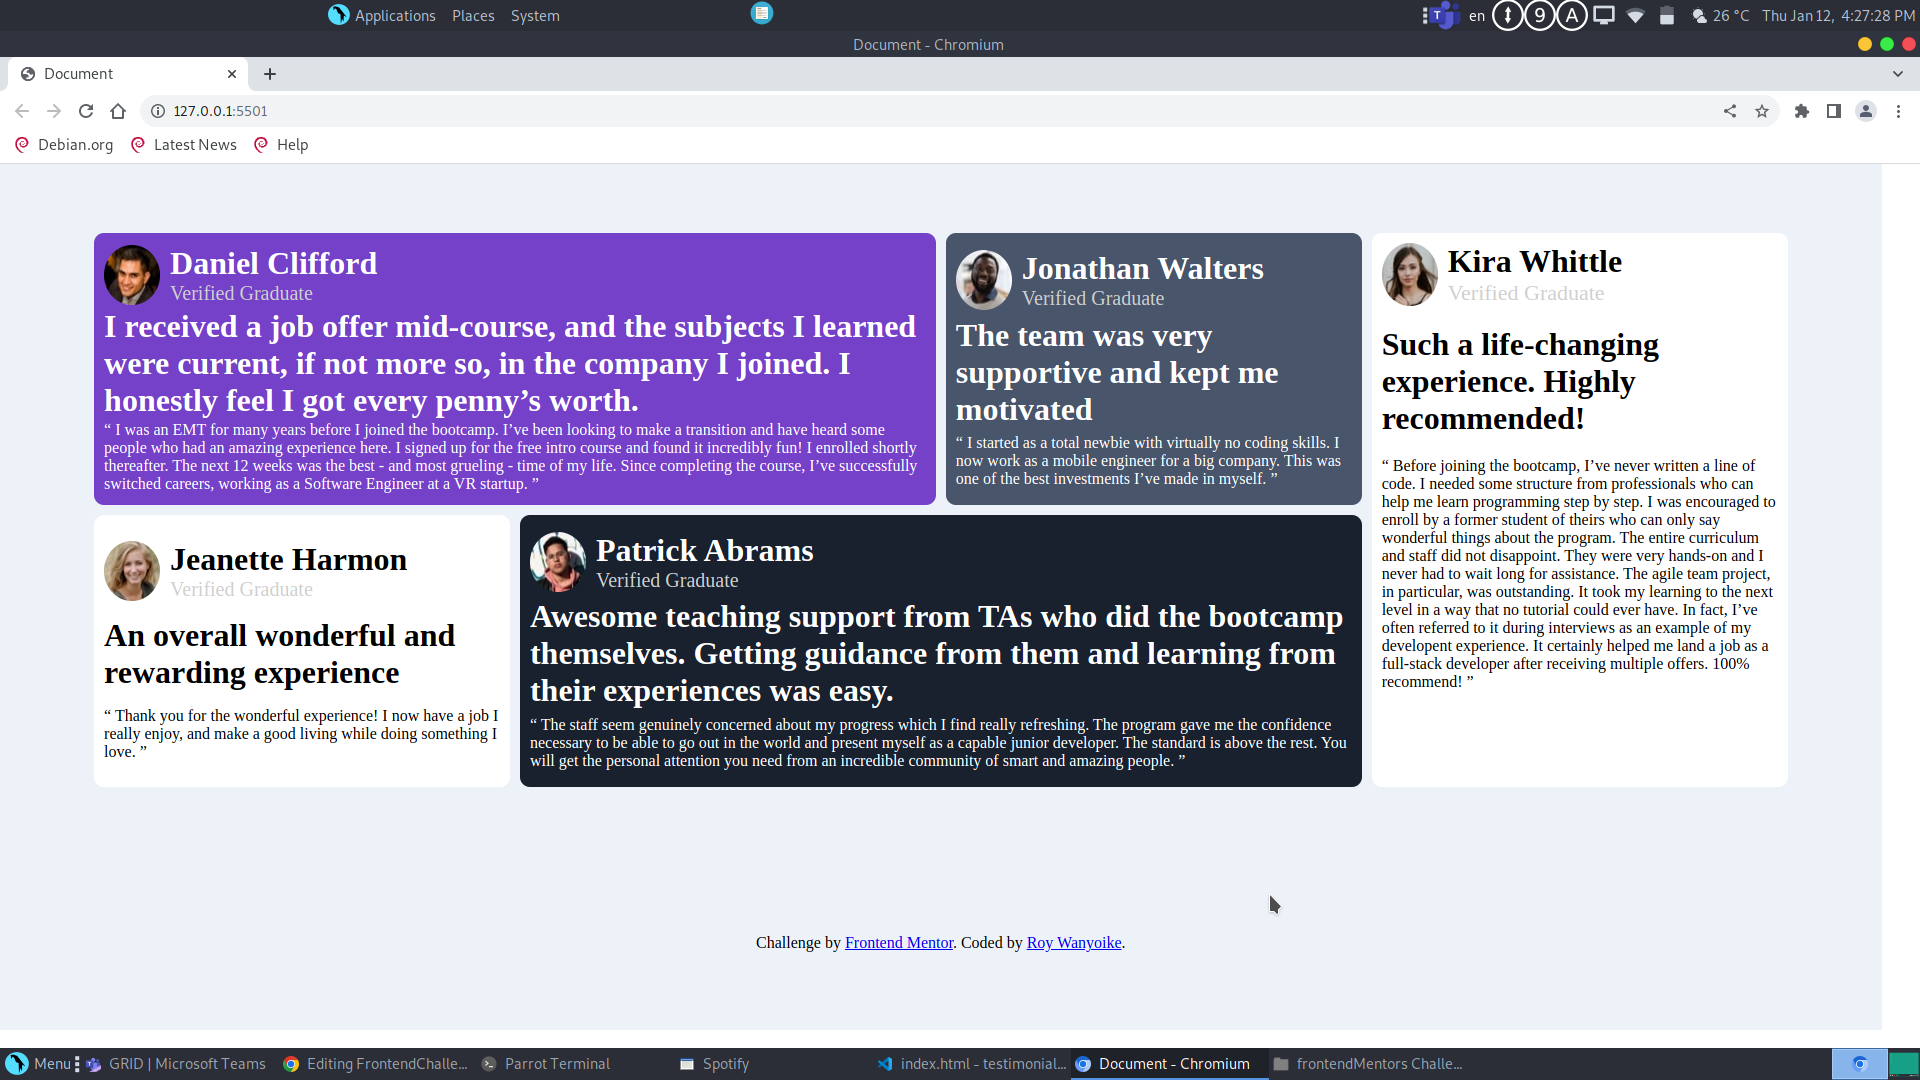 Applications Places System
en 9 A 26 °C Thu Jan 12, 4:27:28 PM
Document - Chromium
Document
127.0.0.1:5501
Debian.org Latest News Help
Daniel Clifford
Verified Graduate
I received a job offer mid-course, and the subjects I learned
were current, if not more so, in the company I joined. I
honestly feel I got every penny’s worth.
“ I was an EMT for many years before I joined the bootcamp. I’ve been looking to make a transition and have heard some
people who had an amazing experience here. I signed up for the free intro course and found it incredibly fun! I enrolled shortly
thereafter. The next 12 weeks was the best - and most grueling - time of my life. Since completing the course, I’ve successfully
switched careers, working as a Software Engineer at a VR startup. ”
Jonathan Walters
Verified Graduate
The team was very
supportive and kept me
motivated
“ I started as a total newbie with virtually no coding skills. I
now work as a mobile engineer for a big company. This was
one of the best investments I’ve made in myself. ”
Kira Whittle
Verified Graduate
Such a life-changing
experience. Highly
recommended!
“ Before joining the bootcamp, I’ve never written a line of
code. I needed some structure from professionals who can
help me learn programming step by step. I was encouraged to
enroll by a former student of theirs who can only say
wonderful things about the program. The entire curriculum
and staff did not disappoint. They were very hands-on and I
never had to wait long for assistance. The agile team project,
in particular, was outstanding. It took my learning to the next
level in a way that no tutorial could ever have. In fact, I’ve
often referred to it during interviews as an example of my
developent experience. It certainly helped me land a job as a
full-stack developer after receiving multiple offers. 100%
recommend! ”
Jeanette Harmon
Verified Graduate
An overall wonderful and
rewarding experience
“ Thank you for the wonderful experience! I now have a job I
really enjoy, and make a good living while doing something I
love. ”
Patrick Abrams
Verified Graduate
Awesome teaching support from TAs who did the bootcamp
themselves. Getting guidance from them and learning from
their experiences was easy.
“ The staff seem genuinely concerned about my progress which I find really refreshing. The program gave me the confidence
necessary to be able to go out in the world and present myself as a capable junior developer. The standard is above the rest. You
will get the personal attention you need from an incredible community of smart and amazing people. ”
Challenge by Frontend Mentor. Coded by Roy Wanyoike.
Menu GRID | Microsoft Teams Editing FrontendChalle... Parrot Terminal Spotify index.html - testimonial... Document - Chromium frontendMentors Challe...